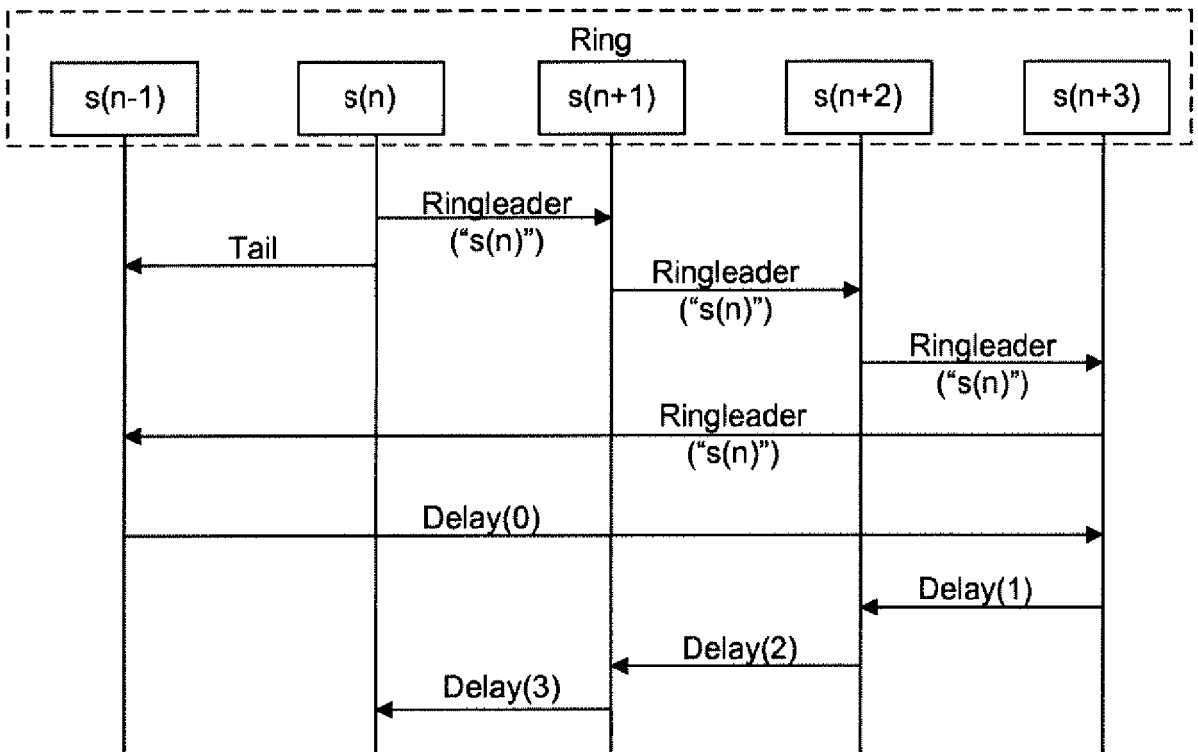 Ring
s(n-1)
s(n)
s(n+1)
s(n+2)
s(n+3)
Ringleader
(“s(n)”)
Tail
Ringleader
(“s(n)”)
Ringleader
(“s(n)”)
Ringleader
(“s(n)”)
Delay(0)
Delay(1)
Delay(2)
Delay(3)